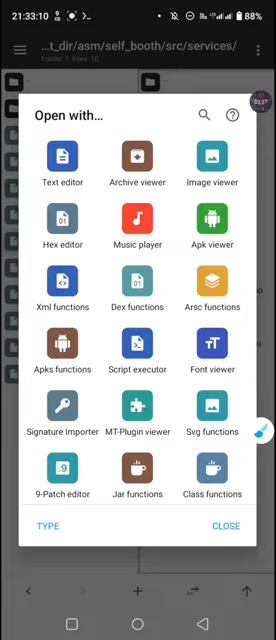 21:33:10
88%
...t_dir/asm/self_booth/src/services/
Folder: 1 Files: 10
03:37
Open with...
Text editor
Archive viewer
Image viewer
Hex editor
Music player
Apk viewer
Xml functions
Dex functions
Arsc functions
Apks functions
Script executor
Font viewer
Signature Importer
MT-Plugin viewer
Svg functions
9-Patch editor
Jar functions
Class functions
TYPE
CLOSE